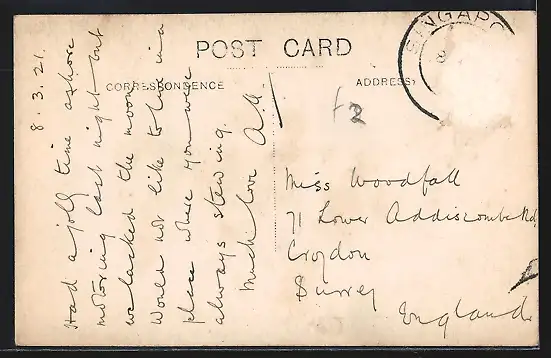 POST CARD
CORRESPONDENCE
ADDRESS
SINGAPO
8
8.3.21.
Had a jolly time ashore
motoring last night but
we lacked the moon
Would not like to live in a
place where you were
always stewing.
Much love A.A.
Miss Woodfall
71 Lower Addiscombe Rd,
Croydon
Surrey
England.